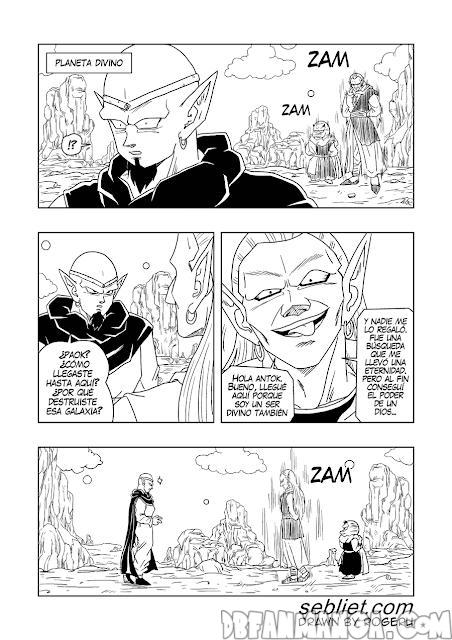 PLANETA DIVINO
ZAM
ZAM
!?
¿PAOK?
¿CÓMO
LLEGASTE
HASTA AQUÍ?
¿POR QUÉ
DESTRUISTE
ESA GALAXIA?
HOLA ANTOK.
BUENO, LLEGUÉ
AQUÍ PORQUE
SOY UN SER
DIVINO TAMBIÉN
Y NADIE ME
LO REGALÓ,
FUE UNA
BÚSQUEDA
QUE ME
LLEVÓ UNA
ETERNIDAD.
PERO AL FIN
CONSEGUÍ
EL PODER
DE UN
DIOS...
ZAM
sebliet.com
DRAWN BY ROGEPU
DBFANMANGA.COM